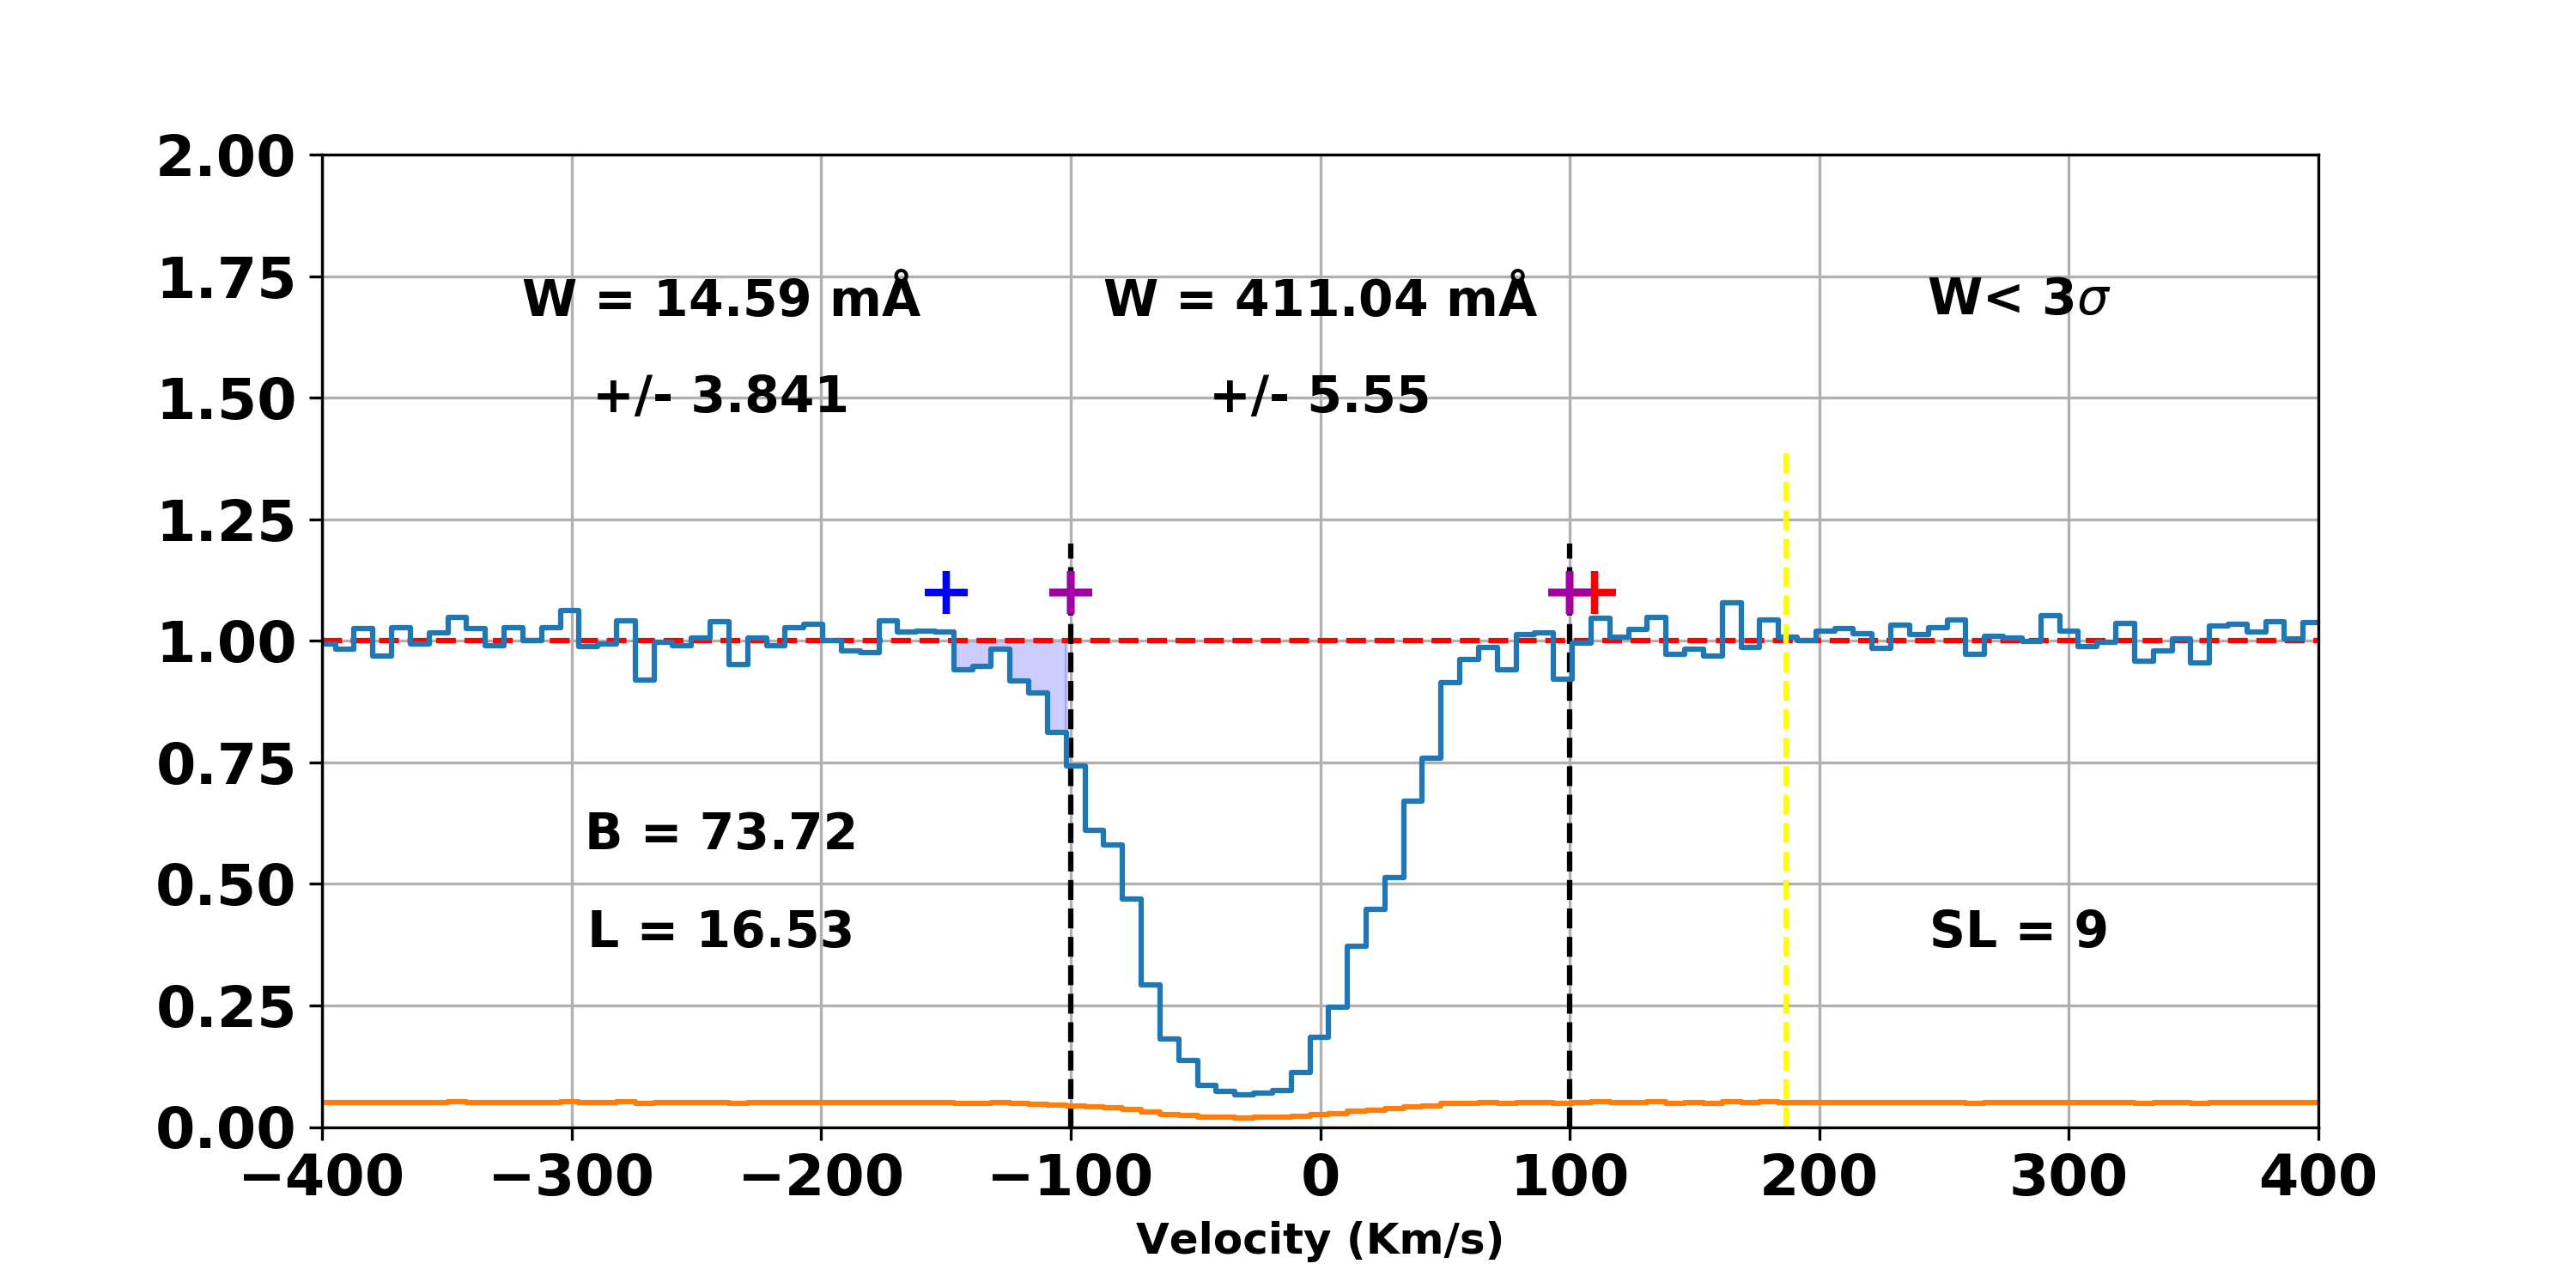 2.00
1.75
1.50
1.25
1.00
0.75
0.50
0.25
0.00
W = 14.59 mÅ
+/- 3.841
W = 411.04 mÅ
+/- 5.55
W< 3σ
B = 73.72
L = 16.53
SL = 9
−400 −300 −200 −100 0 100 200 300 400
Velocity (Km/s)